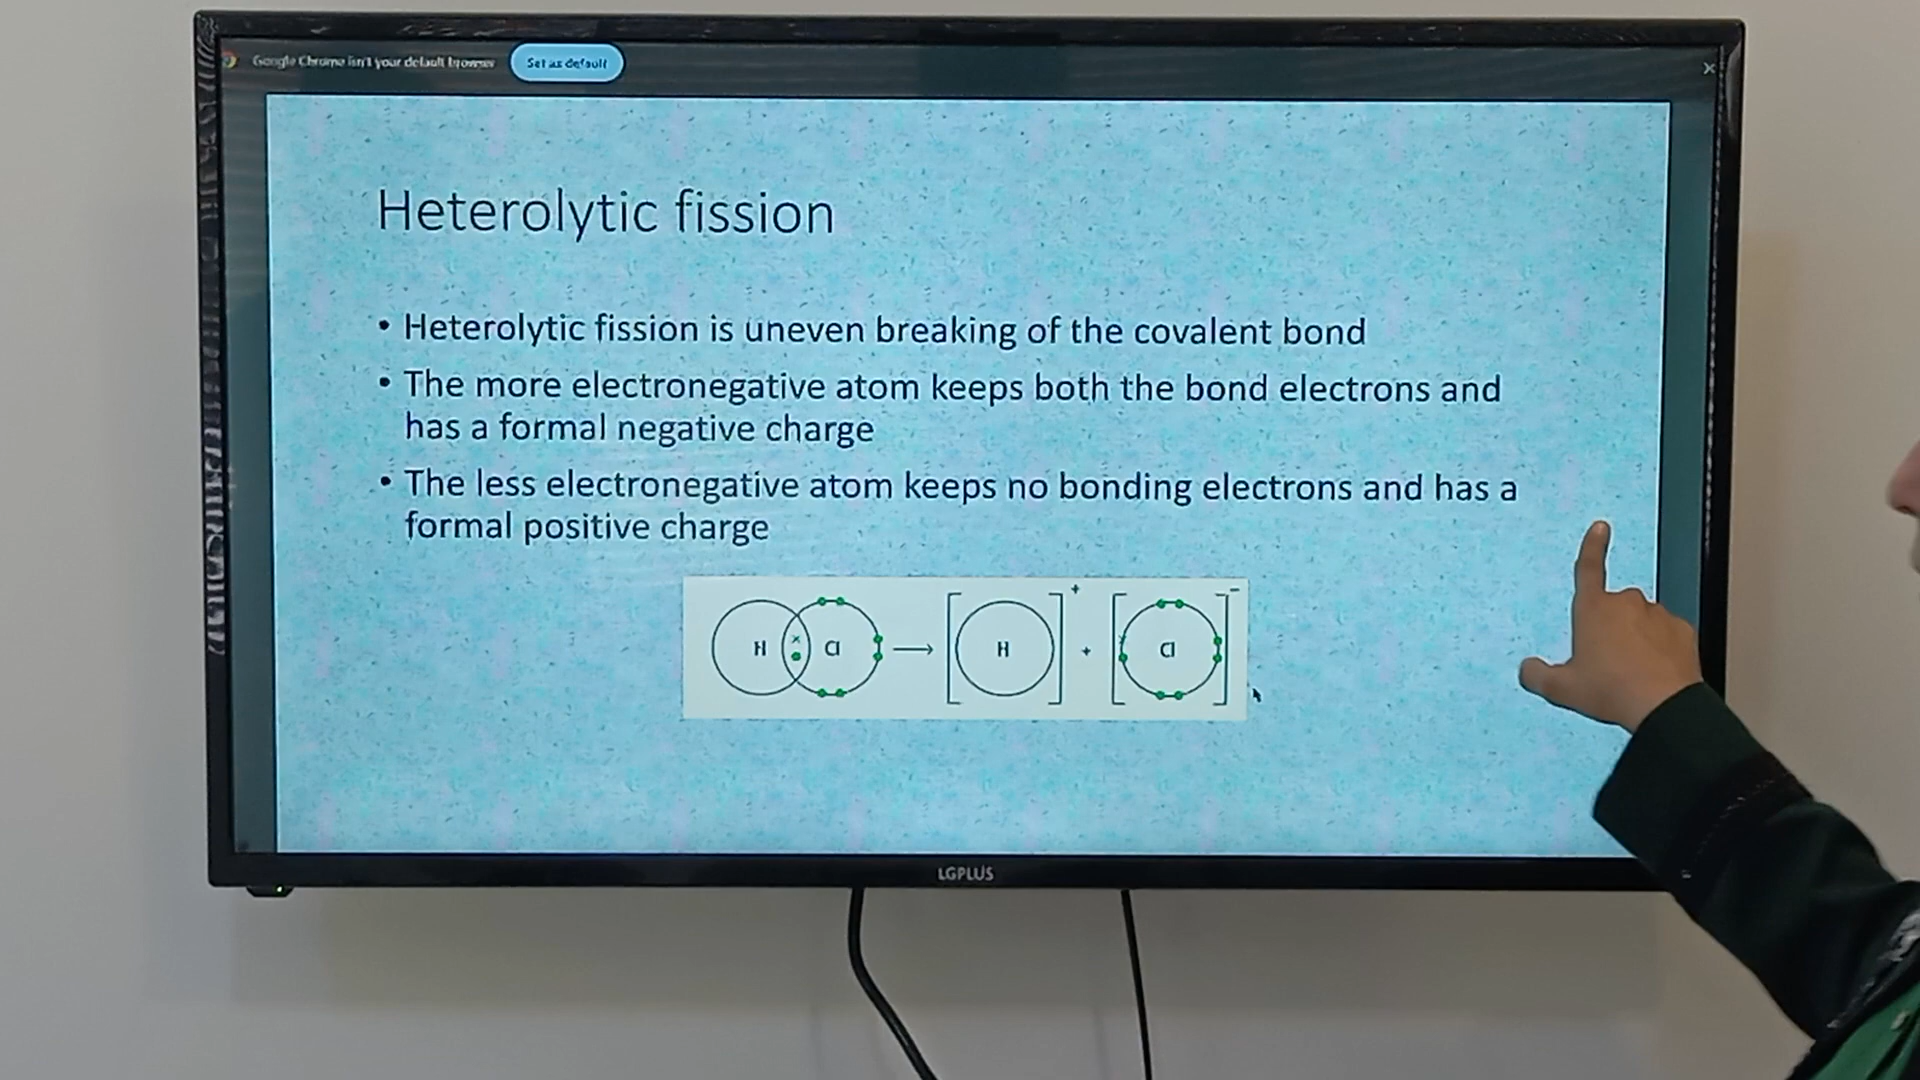 Google Chrome isn't your default browser
Set as default
Heterolytic fission
• Heterolytic fission is uneven breaking of the covalent bond
• The more electronegative atom keeps both the bond electrons and
has a formal negative charge
• The less electronegative atom keeps no bonding electrons and has a
formal positive charge
H Cl H + + Cl −
LGPLUS